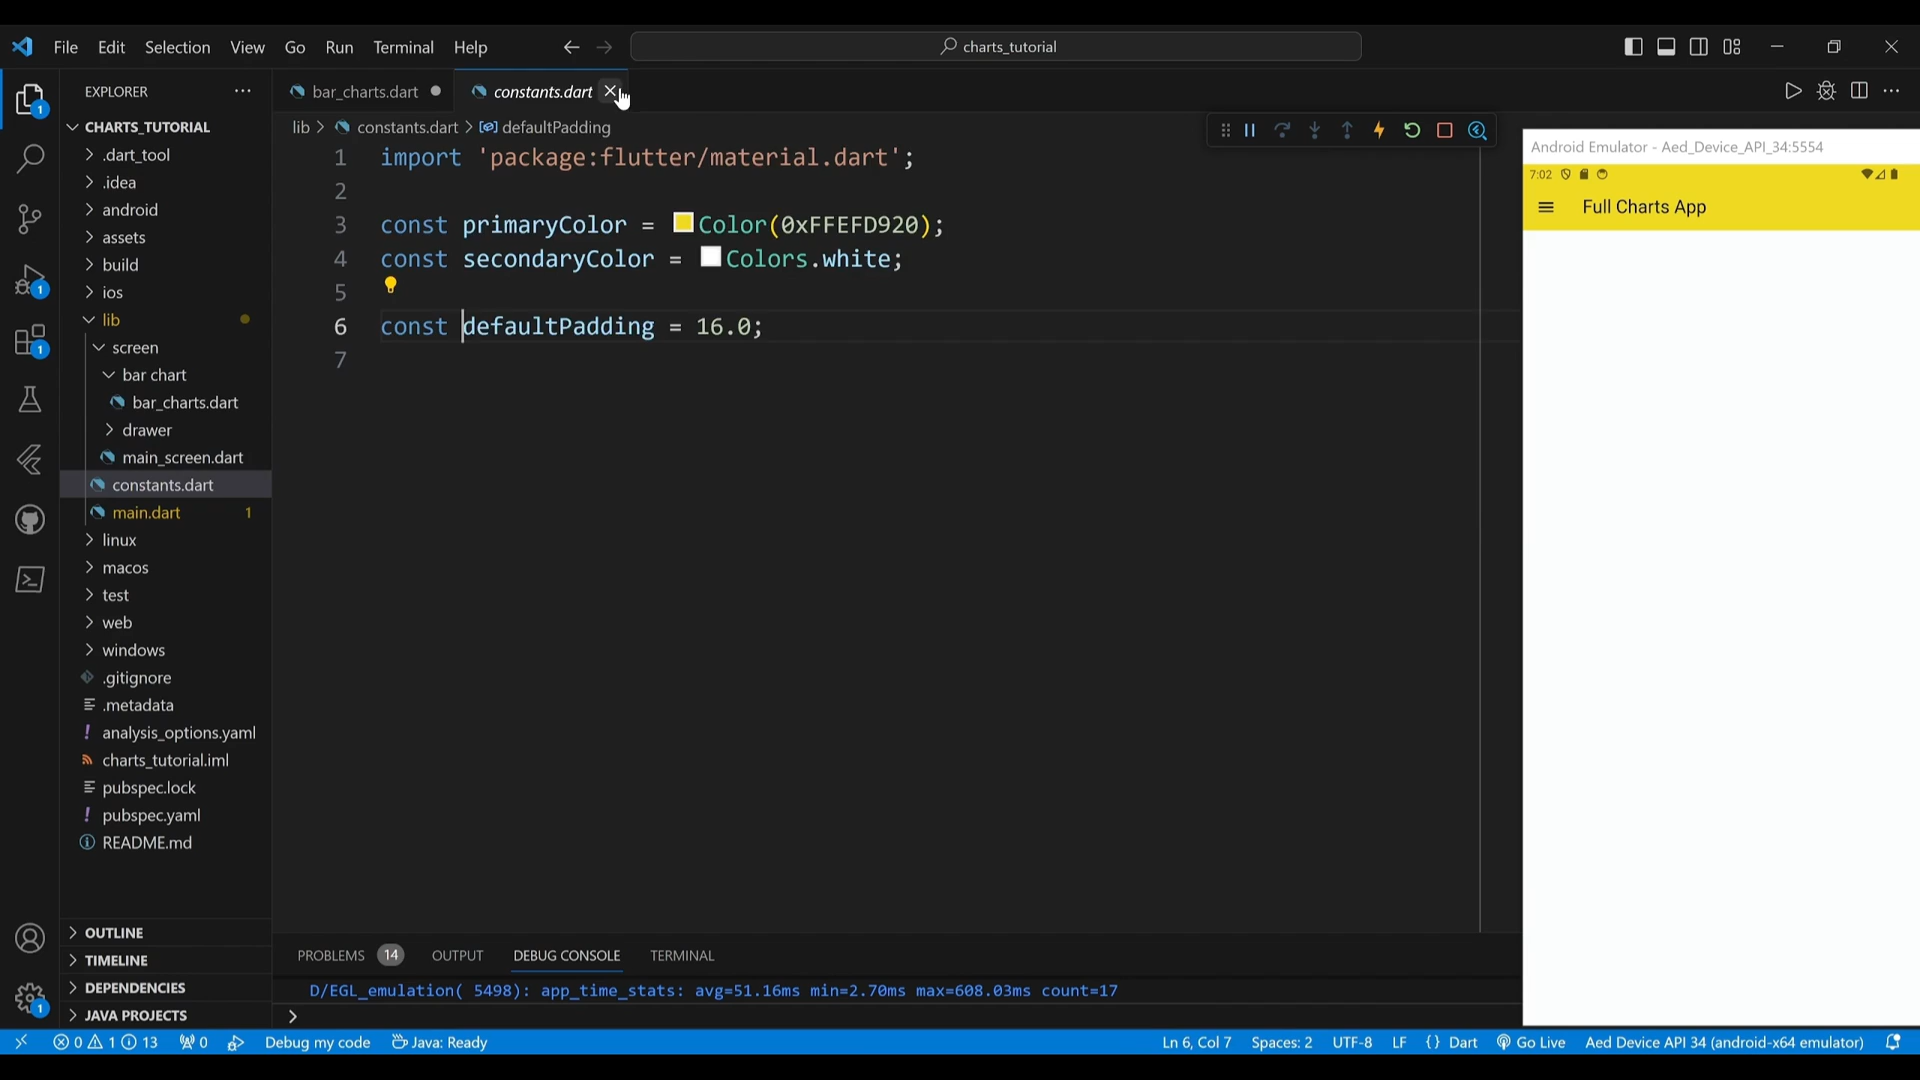 File Edit Selection View Go Run Terminal Help
charts_tutorial
EXPLORER
bar_charts.dart
constants.dart
CHARTS_TUTORIAL
.dart_tool
.idea
android
assets
build
ios
lib
screen
bar chart
bar_charts.dart
drawer
main_screen.dart
constants.dart
main.dart 1
linux
macos
test
web
windows
.gitignore
.metadata
analysis_options.yaml
charts_tutorial.iml
pubspec.lock
pubspec.yaml
README.md
OUTLINE
TIMELINE
DEPENDENCIES
JAVA PROJECTS
1
1
1
1
lib > constants.dart > defaultPadding
1 import 'package:flutter/material.dart';
2
3 const primaryColor = Color(0xFFEFD920);
4 const secondaryColor = Colors.white;
5
6 const defaultPadding = 16.0;
7
Android Emulator - Aed_Device_API_34:5554
7:02
Full Charts App
PROBLEMS 14 OUTPUT DEBUG CONSOLE TERMINAL
D/EGL_emulation( 5498): app_time_stats: avg=51.16ms min=2.70ms max=608.03ms count=17
>
0 1 13 0 Debug my code Java: Ready Ln 6, Col 7 Spaces: 2 UTF-8 LF {} Dart Go Live Aed Device API 34 (android-x64 emulator)